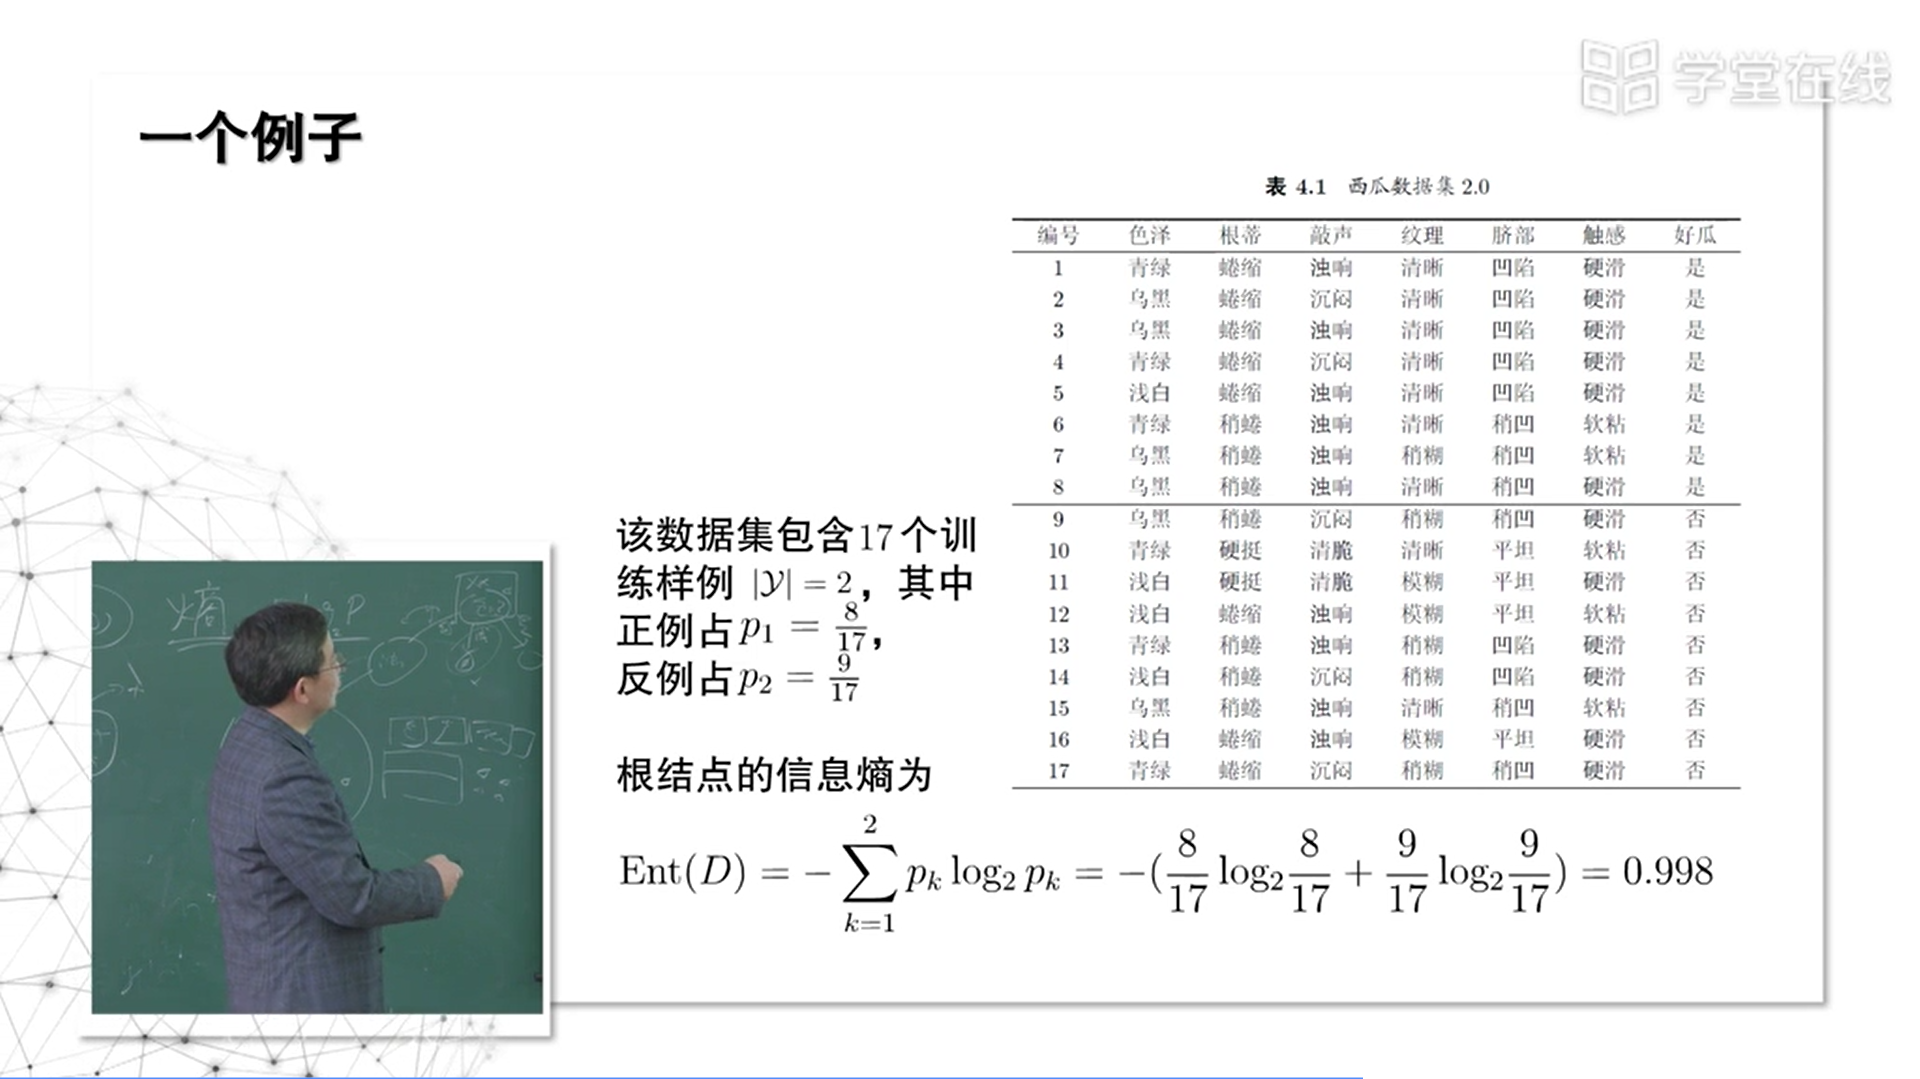 学堂在线
一个例子
表 4.1 西瓜数据集 2.0
编号 色泽 根蒂 敲声 纹理 脐部 触感 好瓜
1 青绿 蜷缩 浊响 清晰 凹陷 硬滑 是
2 乌黑 蜷缩 沉闷 清晰 凹陷 硬滑 是
3 乌黑 蜷缩 浊响 清晰 凹陷 硬滑 是
4 青绿 蜷缩 沉闷 清晰 凹陷 硬滑 是
5 浅白 蜷缩 浊响 清晰 凹陷 硬滑 是
6 青绿 稍蜷 浊响 清晰 稍凹 软粘 是
7 乌黑 稍蜷 浊响 稍糊 稍凹 软粘 是
8 乌黑 稍蜷 浊响 清晰 稍凹 硬滑 是
9 乌黑 稍蜷 沉闷 稍糊 稍凹 硬滑 否
10 青绿 硬挺 清脆 清晰 平坦 软粘 否
11 浅白 硬挺 清脆 模糊 平坦 硬滑 否
12 浅白 蜷缩 浊响 模糊 平坦 软粘 否
13 青绿 稍蜷 浊响 稍糊 凹陷 硬滑 否
14 浅白 稍蜷 沉闷 稍糊 凹陷 硬滑 否
15 乌黑 稍蜷 浊响 清晰 稍凹 软粘 否
16 浅白 蜷缩 浊响 模糊 平坦 硬滑 否
17 青绿 蜷缩 沉闷 稍糊 稍凹 硬滑 否
该数据集包含17个训
练样例 |𝒴| = 2，其中
正例占 p₁ = 8/17，
反例占 p₂ = 9/17
根结点的信息熵为
Ent(D) = −∑_{k=1}^{2} pₖ log₂ pₖ = −(8/17 log₂ 8/17 + 9/17 log₂ 9/17) = 0.998
熵